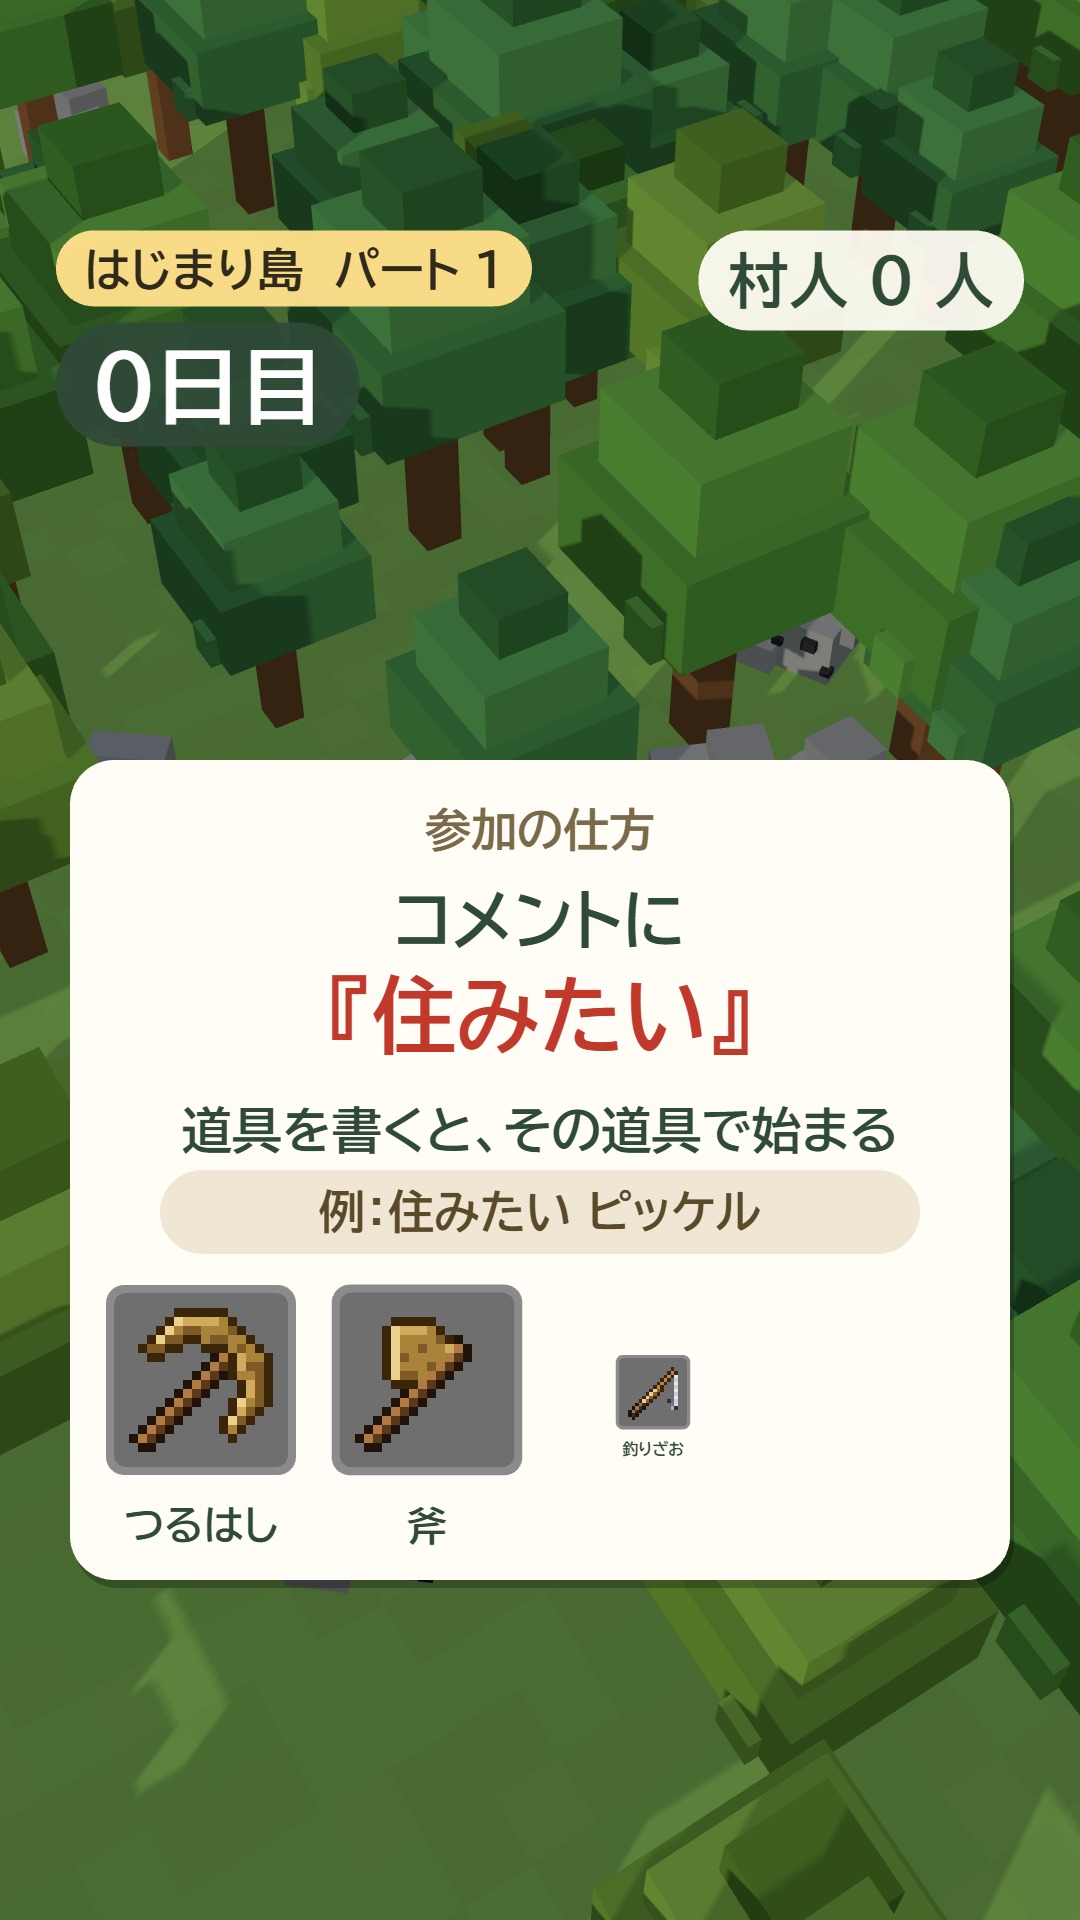 はじまり島 パート 1
村人 0 人
0日目
参加の仕方
コメントに
『住みたい』
道具を書くと、その道具で始まる
例:住みたい ピッケル
つるはし
斧
釣りざお